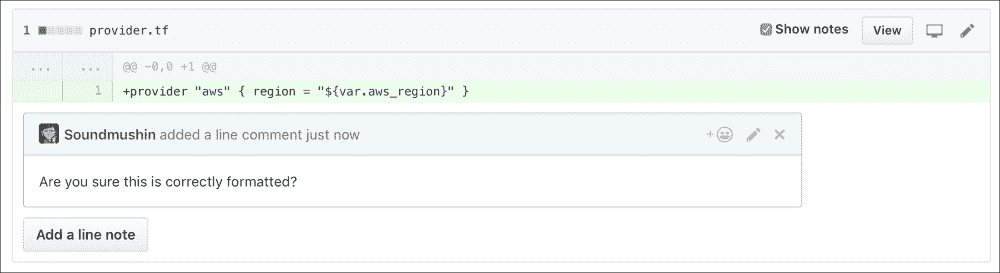 1 provider.tf Show notes View
... ... @@ -0,0 +1 @@
1 +provider "aws" { region = "${var.aws_region}" }
Soundmushin added a line comment just now +
Are you sure this is correctly formatted?
Add a line note